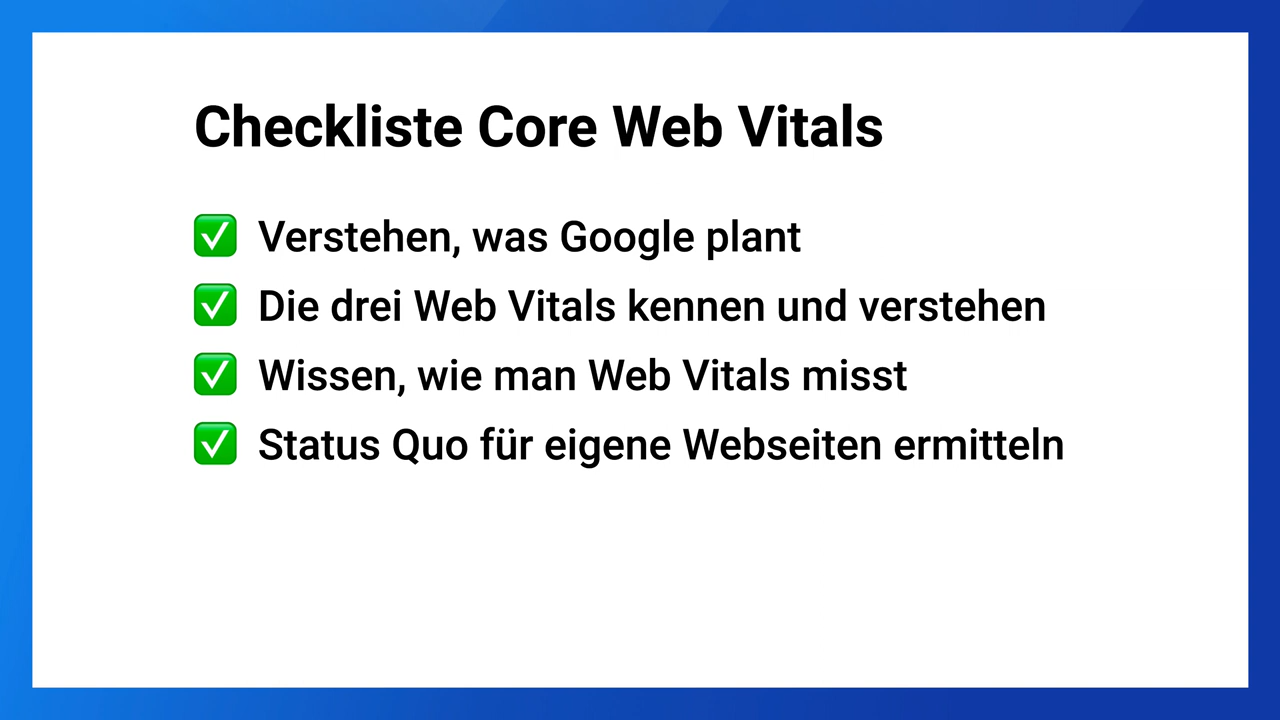 Checkliste Core Web Vitals
✅ Verstehen, was Google plant
✅ Die drei Web Vitals kennen und verstehen
✅ Wissen, wie man Web Vitals misst
✅ Status Quo für eigene Webseiten ermitteln